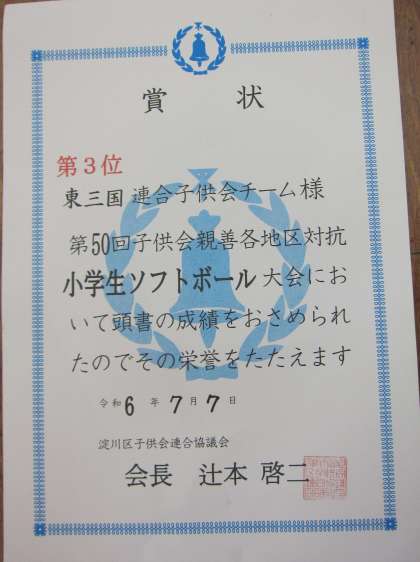 賞状
第3位
東三国 連合子供会チーム様
第50回子供会親善各地区対抗
小学生ソフトボール大会にお
いて頭書の成績をおさめられ
たのでその栄誉をたたえます
令和 6 年 7 月 7 日
淀川区子供会連合協議会
会長 辻本 啓二